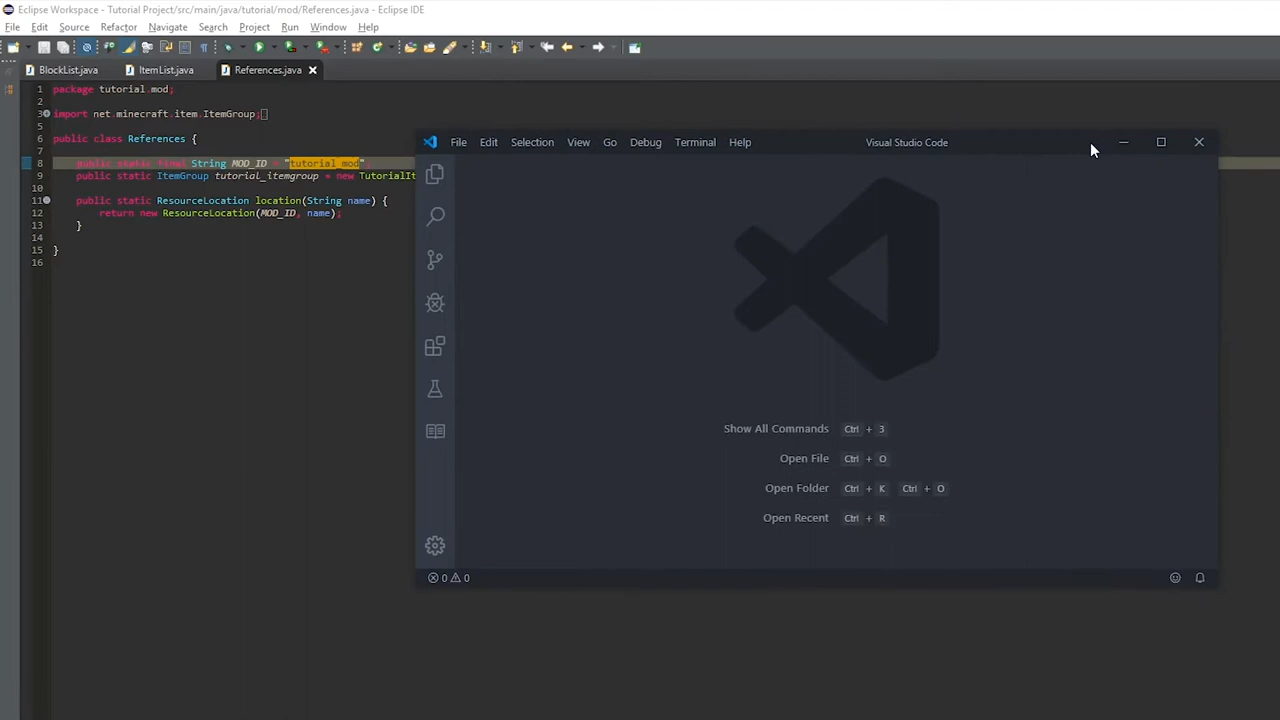 Eclipse Workspace - Tutorial Project/src/main/java/tutorial/mod/References.java - Eclipse IDE
File Edit Source Refactor Navigate Search Project Run Window Help
BlockList.java ItemList.java References.java
1 package tutorial.mod;
2
3 import net.minecraft.item.ItemGroup;
5
6 public class References {
7
8 public static final String MOD_ID = "tutorial_mod";
9 public static ItemGroup tutorial_itemgroup = new TutorialIt
10
11 public static ResourceLocation location(String name) {
12 return new ResourceLocation(MOD_ID, name);
13 }
14
15 }
16
File Edit Selection View Go Debug Terminal Help Visual Studio Code
Show All Commands Ctrl + 3
Open File Ctrl + O
Open Folder Ctrl + K Ctrl + O
Open Recent Ctrl + R
0 0